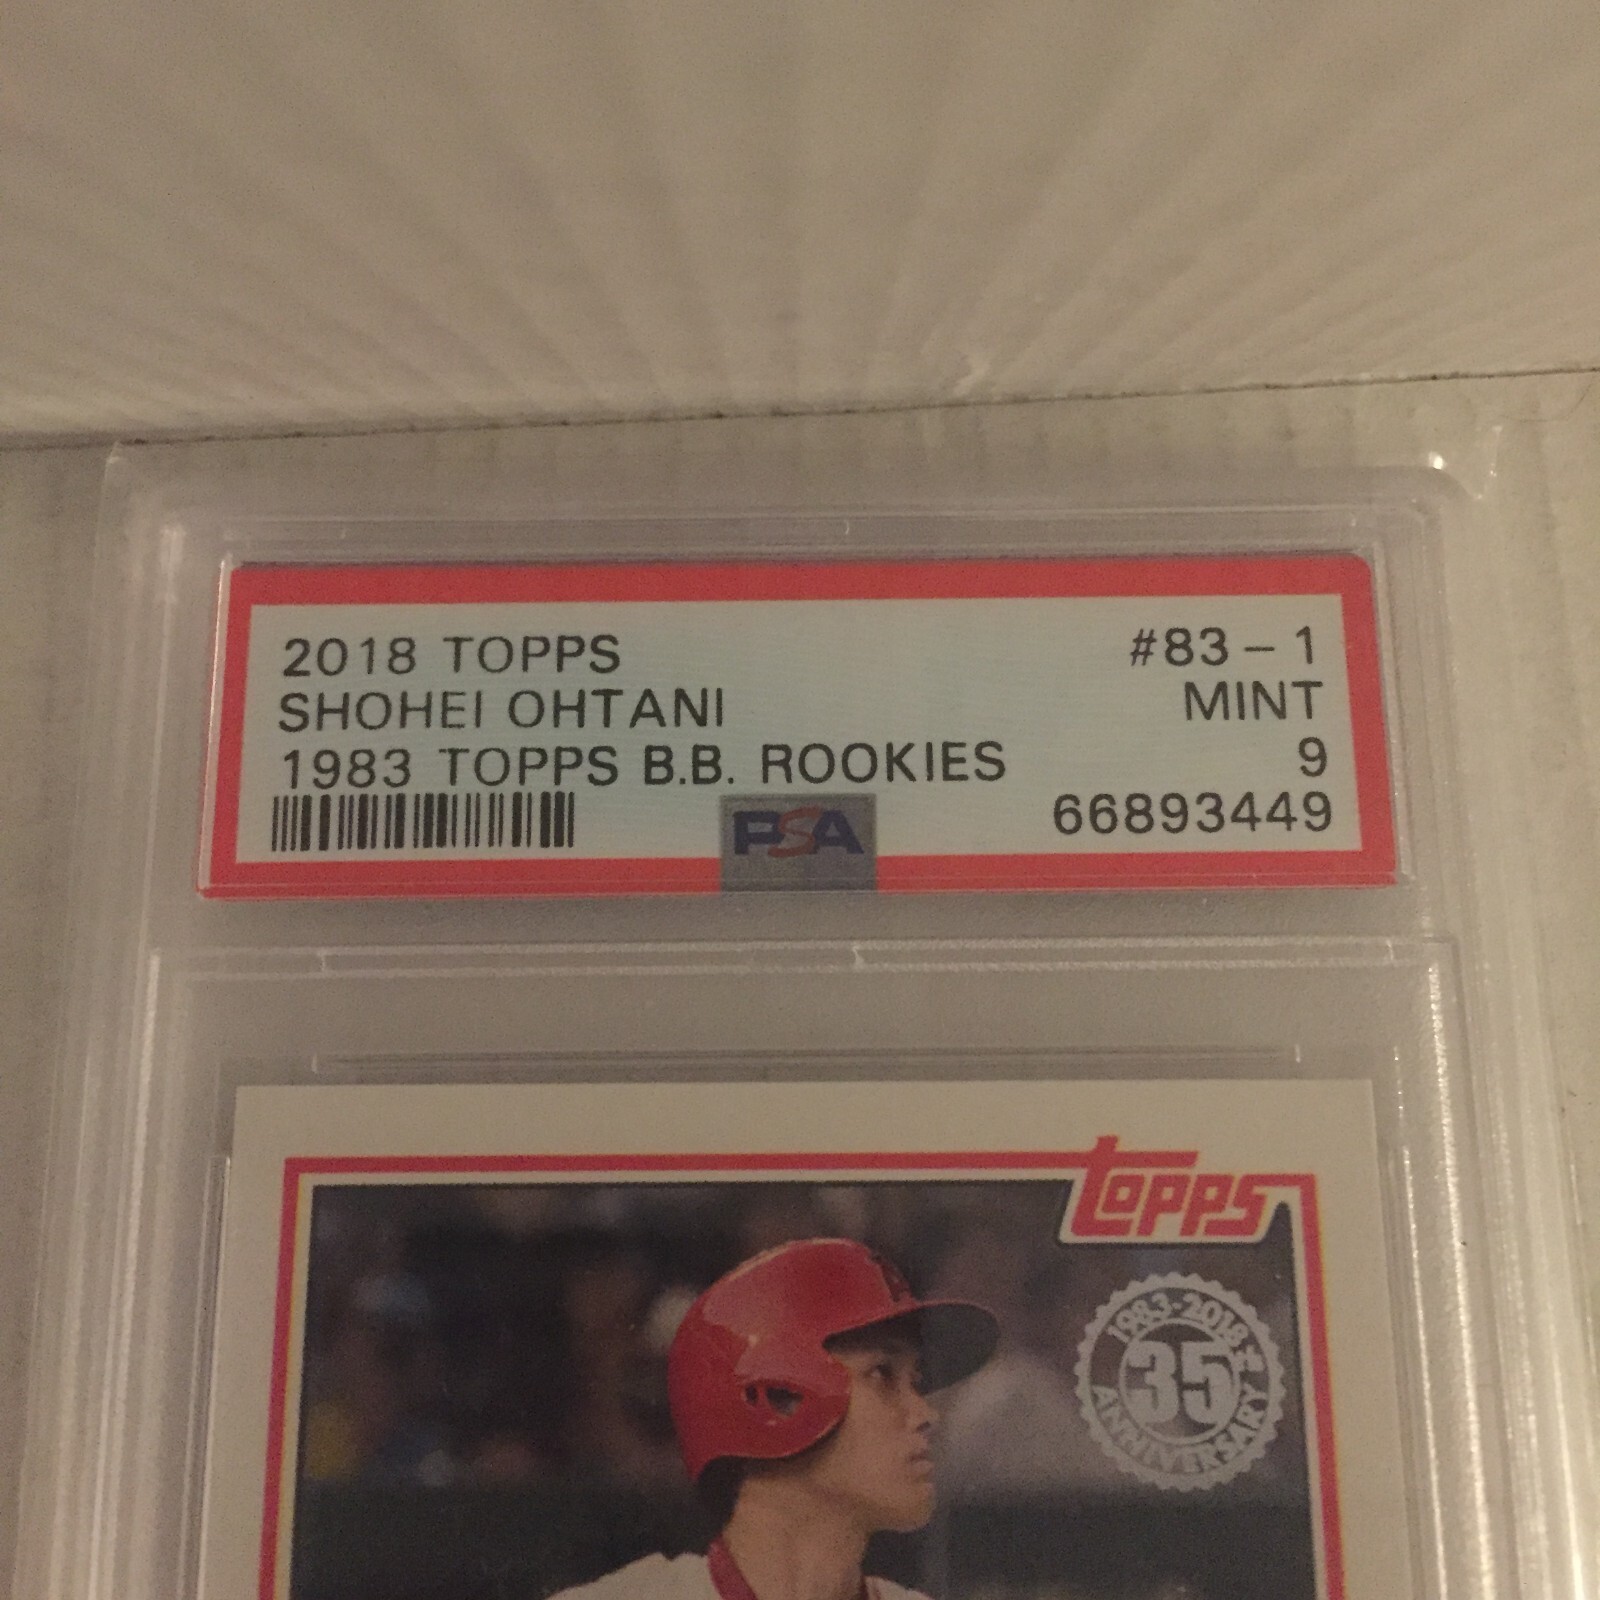 2018 TOPPS #83-1
SHOHEI OHTANI MINT
1983 TOPPS B.B. ROOKIES 9
PSA 66893449
Topps
1983-2018
35
ANNIVERSARY